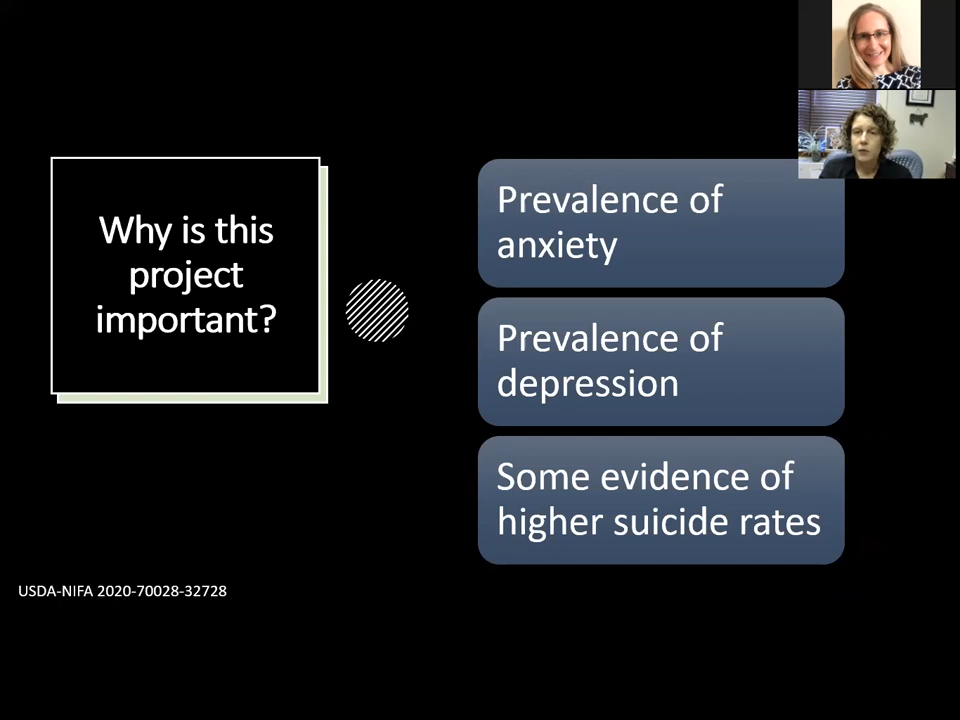 Why is this
project
important?
Prevalence of
anxiety
Prevalence of
depression
Some evidence of
higher suicide rates
USDA-NIFA 2020-70028-32728